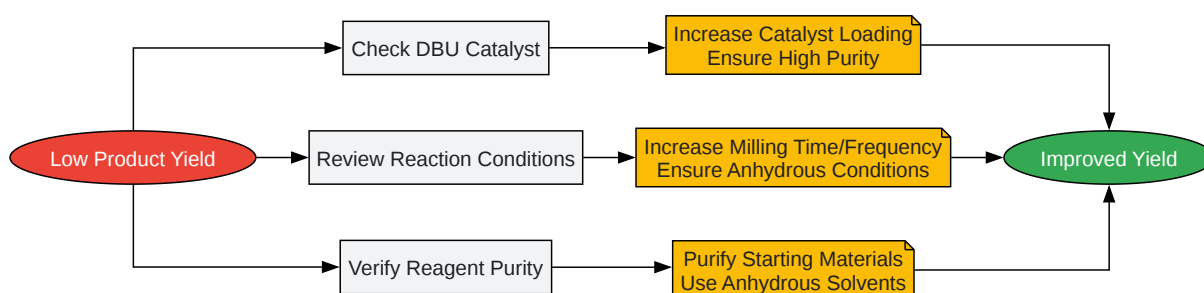 Check DBU Catalyst
Increase Catalyst Loading
Ensure High Purity
Low Product Yield
Review Reaction Conditions
Increase Milling Time/Frequency
Ensure Anhydrous Conditions
Improved Yield
Verify Reagent Purity
Purify Starting Materials
Use Anhydrous Solvents